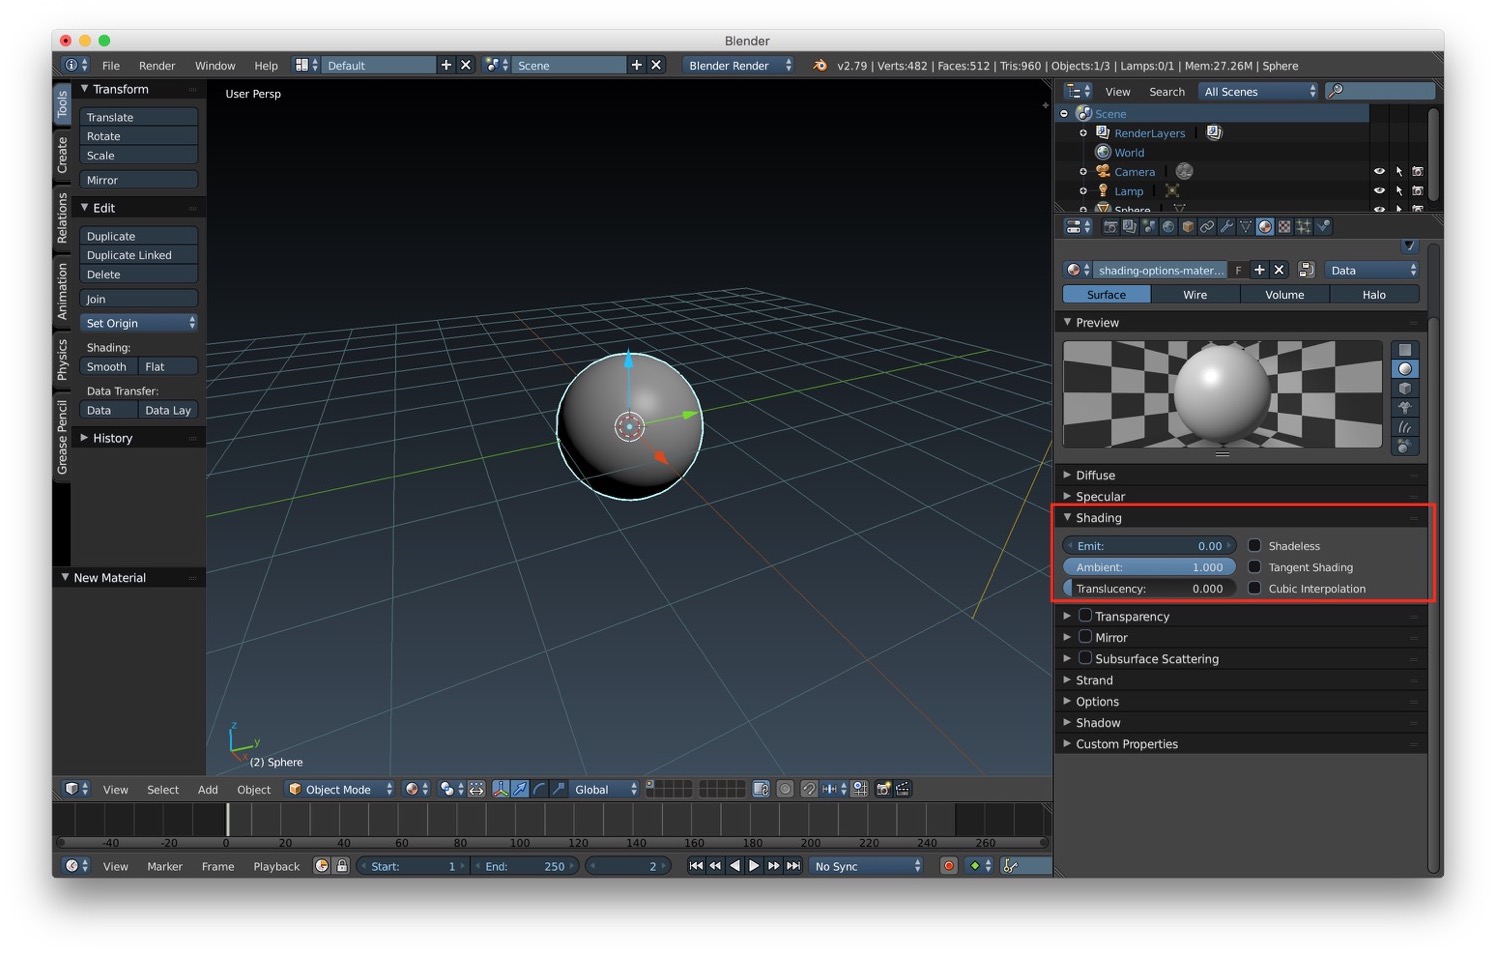 Blender
File Render Window Help Default Scene Blender Render v2.79 | Verts:482 | Faces:512 | Tris:960 | Objects:1/3 | Lamps:0/1 | Mem:27.26M | Sphere
Tools
Create
Relations
Animation
Physics
Grease Pencil
Transform
Translate
Rotate
Scale
Mirror
Edit
Duplicate
Duplicate Linked
Delete
Join
Set Origin
Shading:
Smooth Flat
Data Transfer:
Data Data Lay
History
New Material
User Persp
z
y
x
(2) Sphere
View Search All Scenes
Scene
RenderLayers
World
Camera
Lamp
Sphere
shading-options-mater... F Data
Surface Wire Volume Halo
Preview
Diffuse
Specular
Shading
Emit: 0.00 Shadeless
Ambient: 1.000 Tangent Shading
Translucency: 0.000 Cubic Interpolation
Transparency
Mirror
Subsurface Scattering
Strand
Options
Shadow
Custom Properties
View Select Add Object Object Mode Global
-40 -20 0 20 40 60 80 100 120 140 160 180 200 220 240 260
View Marker Frame Playback Start: 1 End: 250 2 No Sync